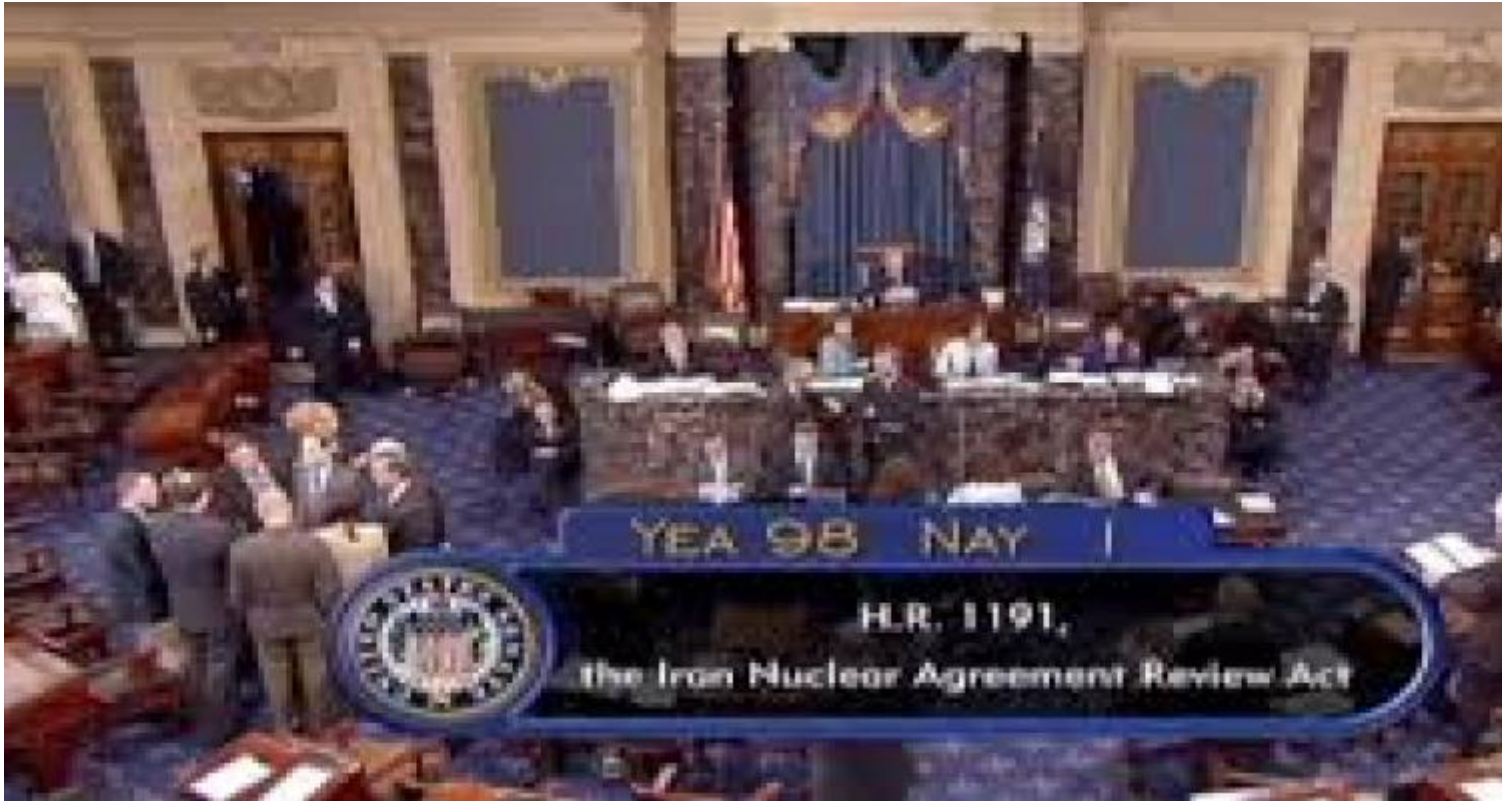 YEA 98 NAY 1
H.R. 1191,
the Iran Nuclear Agreement Review Act